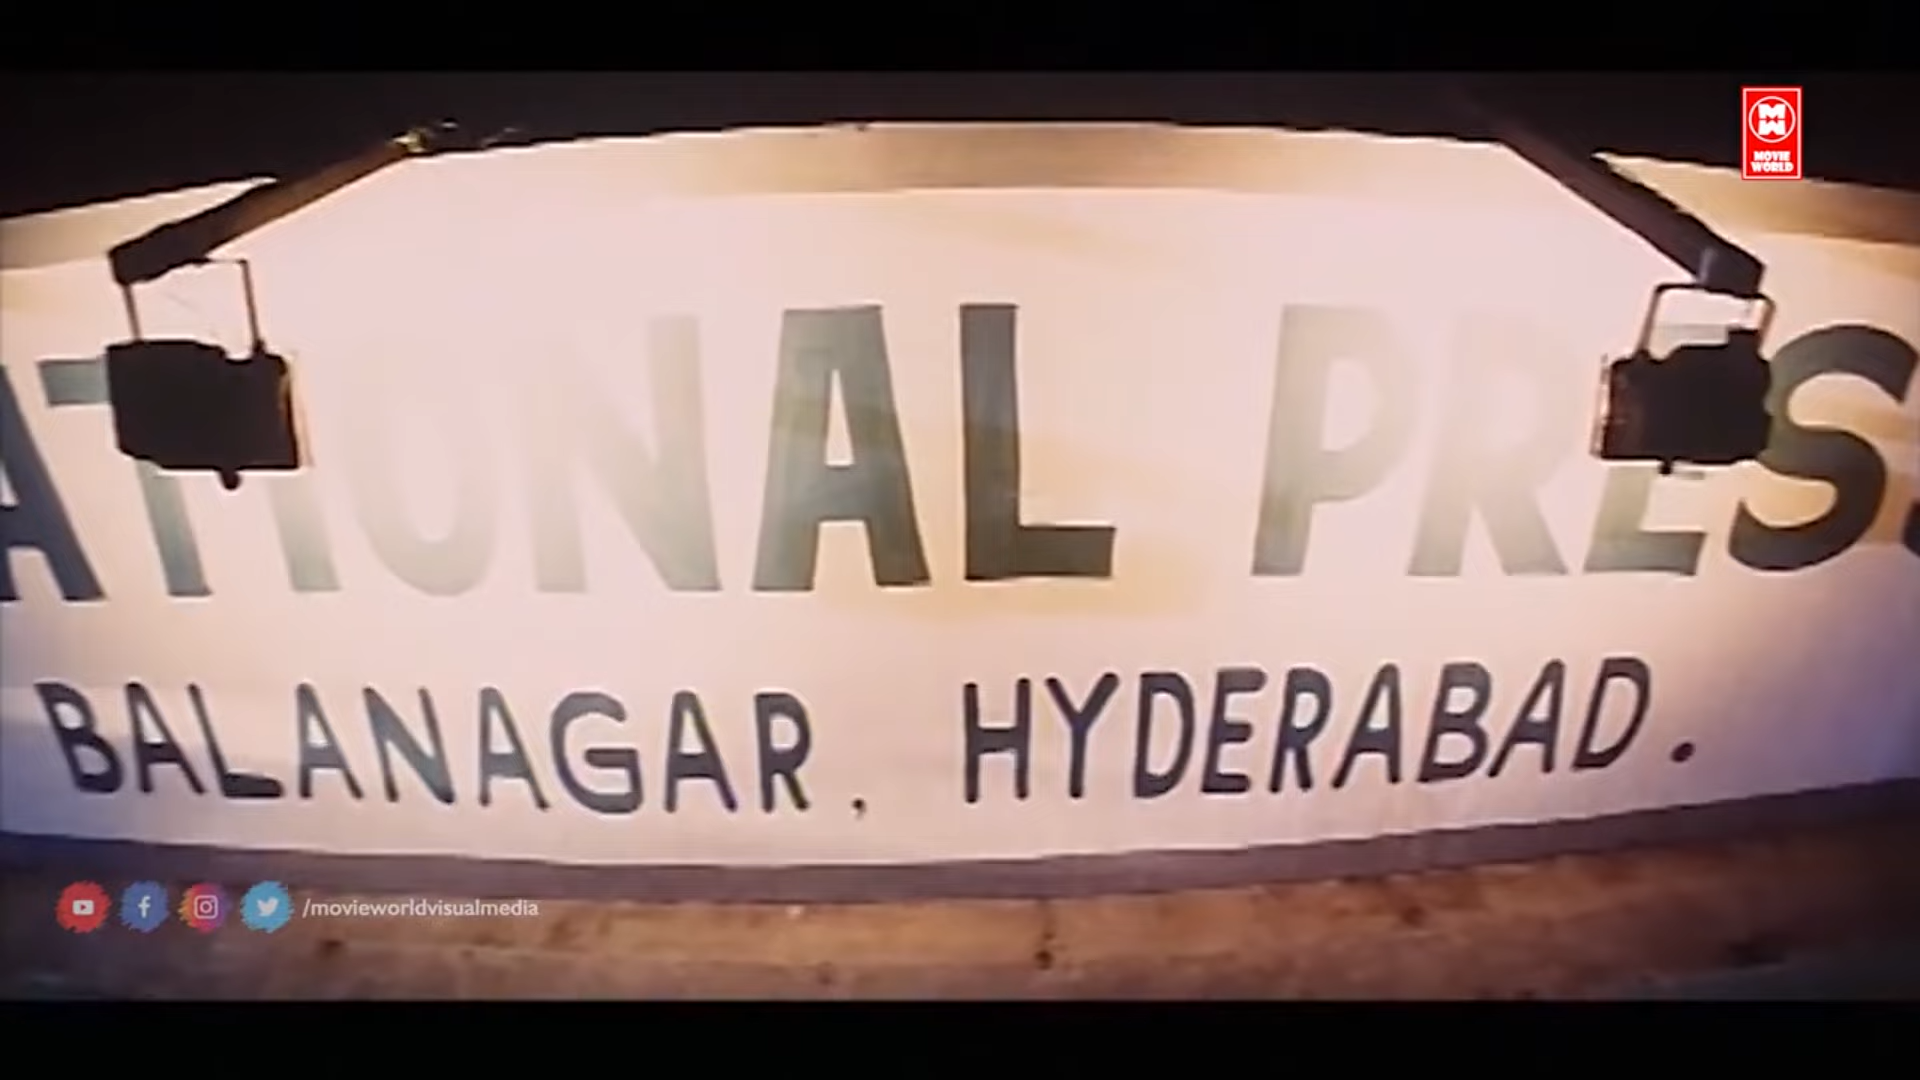 MOVIE
WORLD
ATIONAL PRES
BALANAGAR, HYDERABAD.
/movieworldvisualmedia